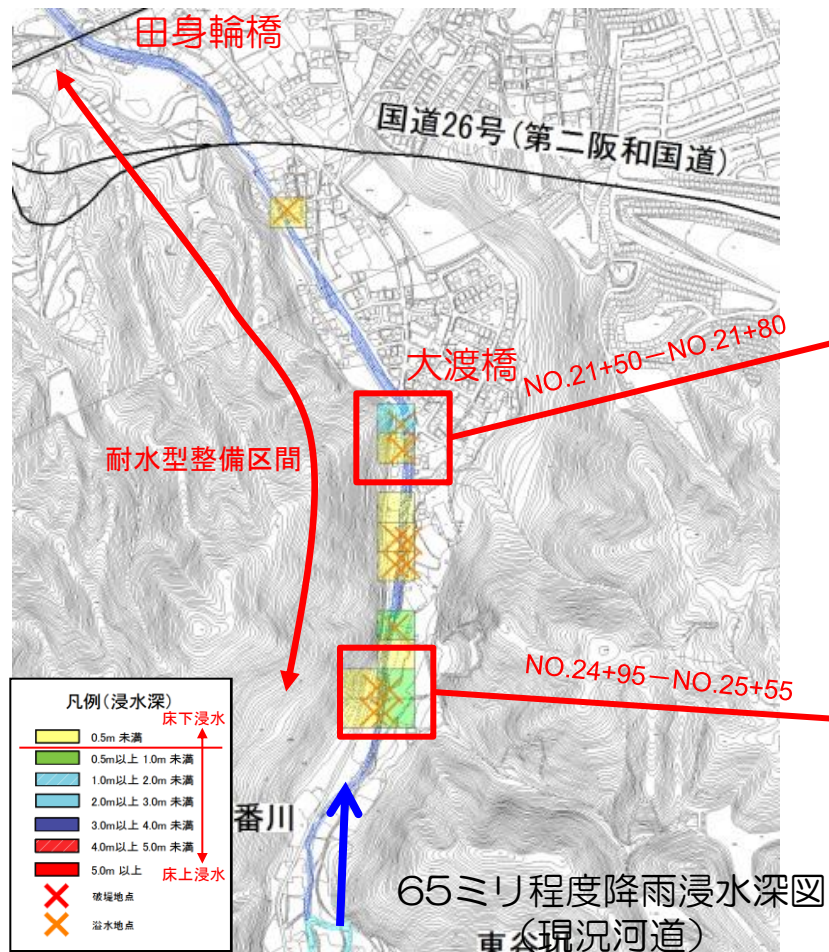 田身輪橋
国道26号(第二阪和国道)
大渡橋
NO.21+50－NO.21+80
耐水型整備区間
NO.24+95－NO.25+55
凡例(浸水深)
床下浸水
0.5m 未満
0.5m以上 1.0m 未満
1.0m以上 2.0m 未満
2.0m以上 3.0m 未満
3.0m以上 4.0m 未満
4.0m以上 5.0m 未満
5.0m 以上
床上浸水
破堤地点
溢水地点
番川
65ミリ程度降雨浸水深図
（現況河道）